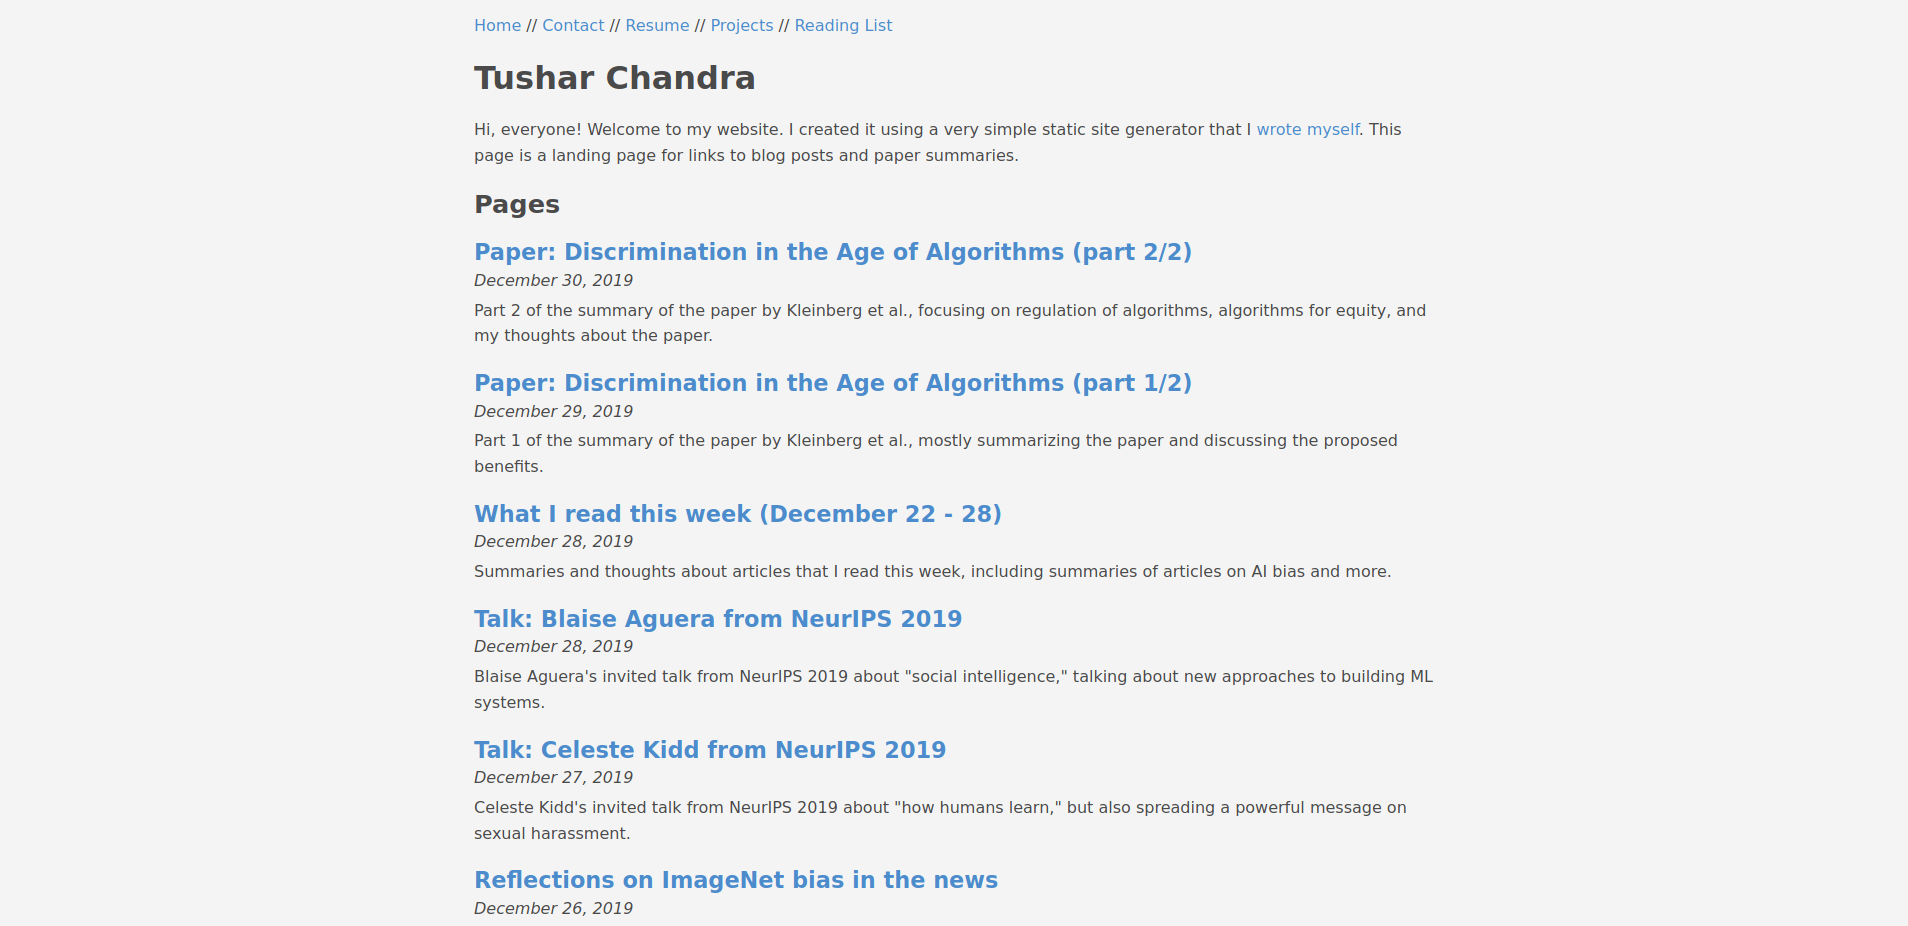 Home // Contact // Resume // Projects // Reading List
Tushar Chandra
Hi, everyone! Welcome to my website. I created it using a very simple static site generator that I wrote myself. This
page is a landing page for links to blog posts and paper summaries.
Pages
Paper: Discrimination in the Age of Algorithms (part 2/2)
December 30, 2019
Part 2 of the summary of the paper by Kleinberg et al., focusing on regulation of algorithms, algorithms for equity, and
my thoughts about the paper.
Paper: Discrimination in the Age of Algorithms (part 1/2)
December 29, 2019
Part 1 of the summary of the paper by Kleinberg et al., mostly summarizing the paper and discussing the proposed
benefits.
What I read this week (December 22 - 28)
December 28, 2019
Summaries and thoughts about articles that I read this week, including summaries of articles on AI bias and more.
Talk: Blaise Aguera from NeurIPS 2019
December 28, 2019
Blaise Aguera's invited talk from NeurIPS 2019 about "social intelligence," talking about new approaches to building ML
systems.
Talk: Celeste Kidd from NeurIPS 2019
December 27, 2019
Celeste Kidd's invited talk from NeurIPS 2019 about "how humans learn," but also spreading a powerful message on
sexual harassment.
Reflections on ImageNet bias in the news
December 26, 2019